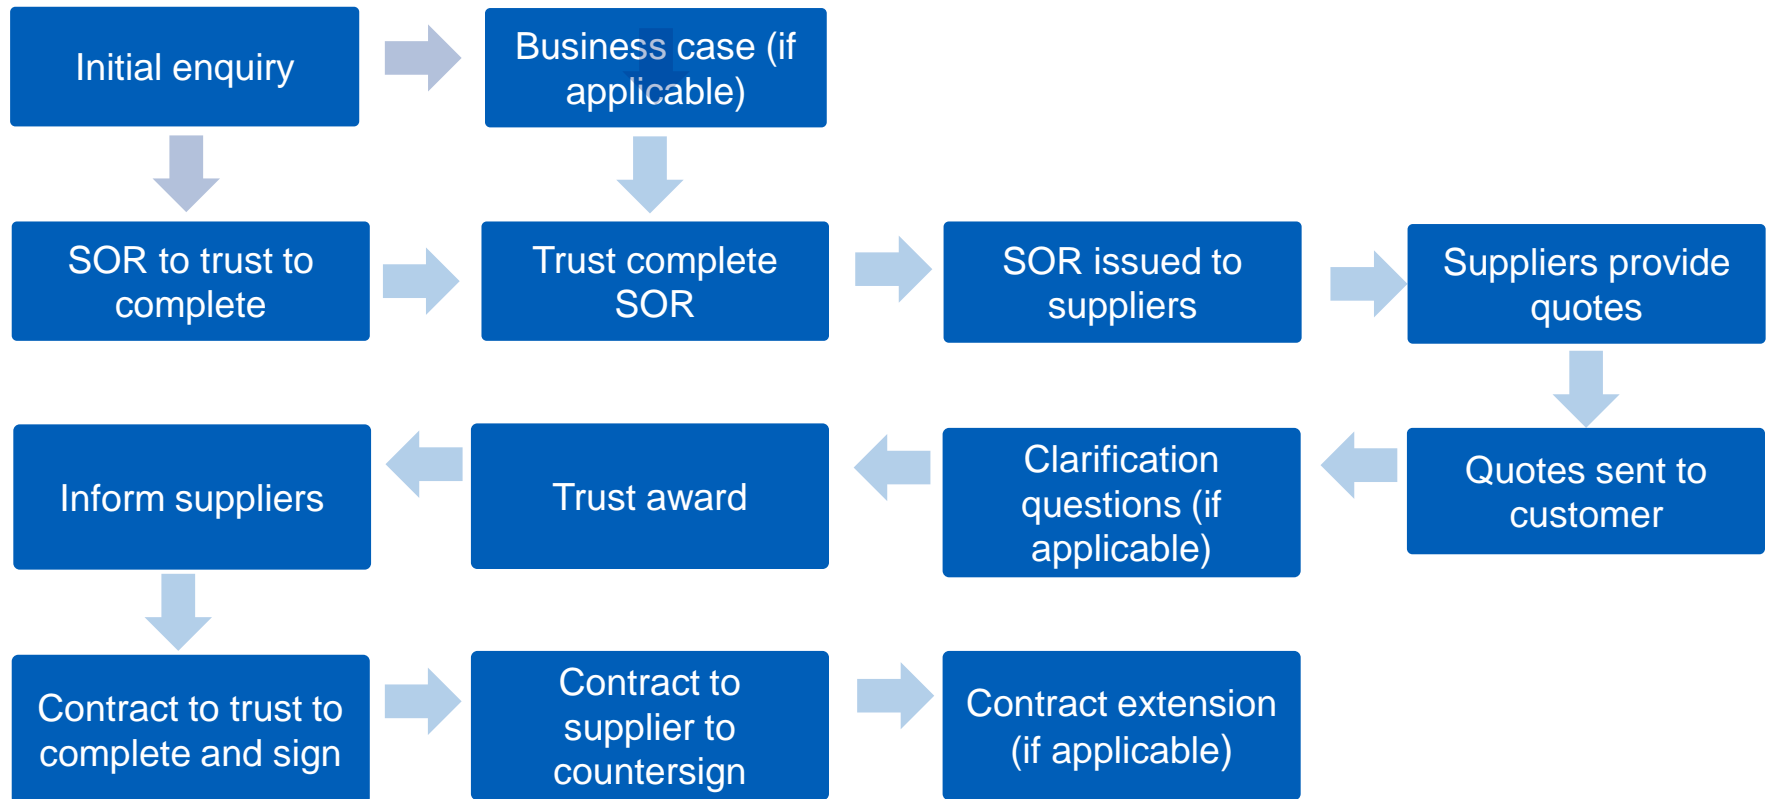 Initial enquiry
Business case (if
applicable)
SOR to trust to
complete
Trust complete
SOR
SOR issued to
suppliers
Suppliers provide
quotes
Inform suppliers
Trust award
Clarification
questions (if
applicable)
Quotes sent to
customer
Contract to trust to
complete and sign
Contract to
supplier to
countersign
Contract extension
(if applicable)